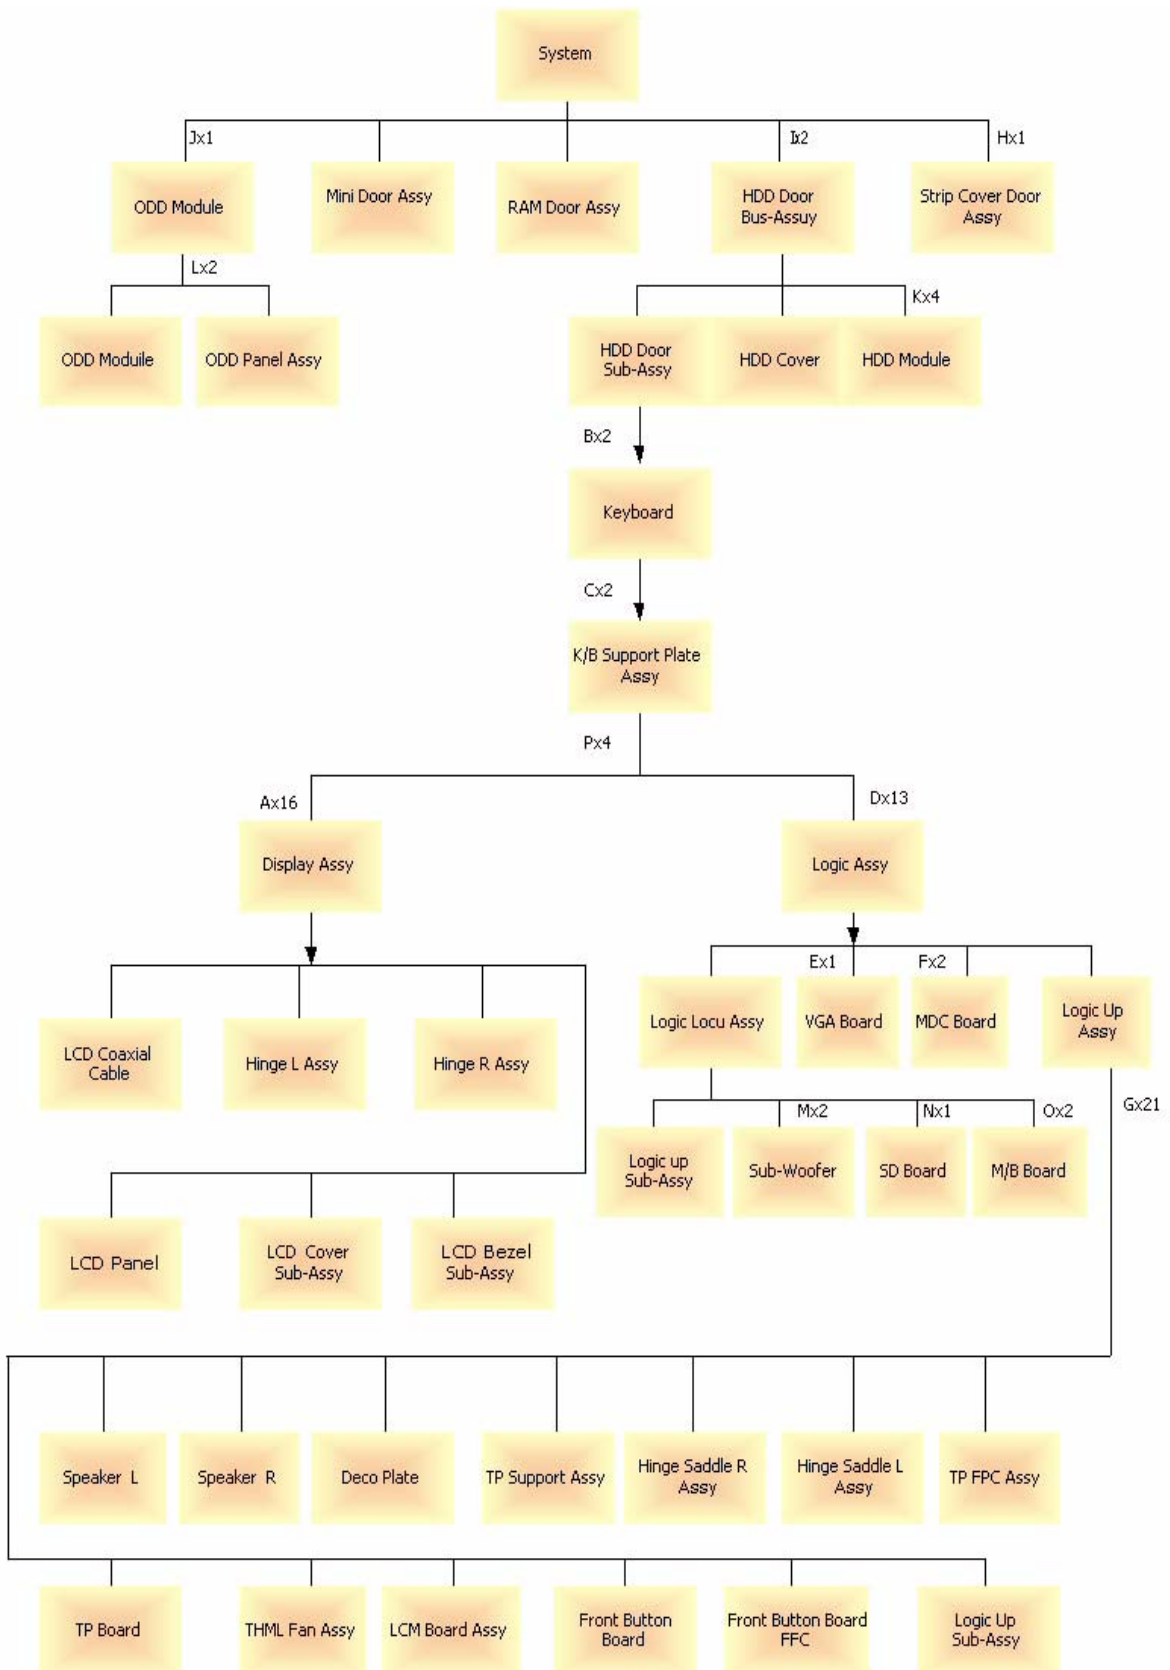 System
Jx1
Ix2
Hx1
ODD Module
Mini Door Assy
RAM Door Assy
HDD Door
Bus-Assuy
Strip Cover Door
Assy
Lx2
Kx4
ODD Moduile
ODD Panel Assy
HDD Door
Sub-Assy
HDD Cover
HDD Module
Bx2
Keyboard
Cx2
K/B Support Plate
Assy
Px4
Ax16
Dx13
Display Assy
Logic Assy
Ex1
Fx2
Logic Locu Assy
VGA Board
MDC Board
Logic Up
Assy
LCD Coaxial
Cable
Hinge L Assy
Hinge R Assy
Mx2
Nx1
Ox2
Gx21
Logic up
Sub-Assy
Sub-Woofer
SD Board
M/B Board
LCD Panel
LCD Cover
Sub-Assy
LCD Bezel
Sub-Assy
Speaker L
Speaker R
Deco Plate
TP Support Assy
Hinge Saddle R
Assy
Hinge Saddle L
Assy
TP FPC Assy
TP Board
THML Fan Assy
LCM Board Assy
Front Button
Board
Front Button Board
FFC
Logic Up
Sub-Assy